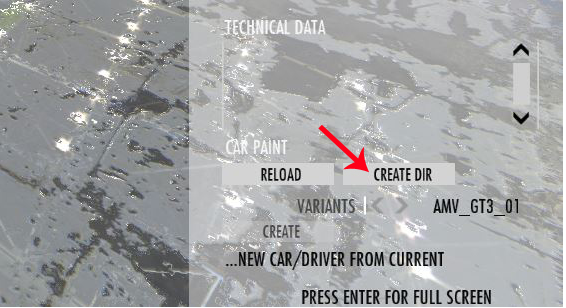 TECHNICAL DATA
CAR PAINT
RELOAD CREATE DIR
VARIANTS AMV_GT3_01
CREATE
...NEW CAR/DRIVER FROM CURRENT
PRESS ENTER FOR FULL SCREEN